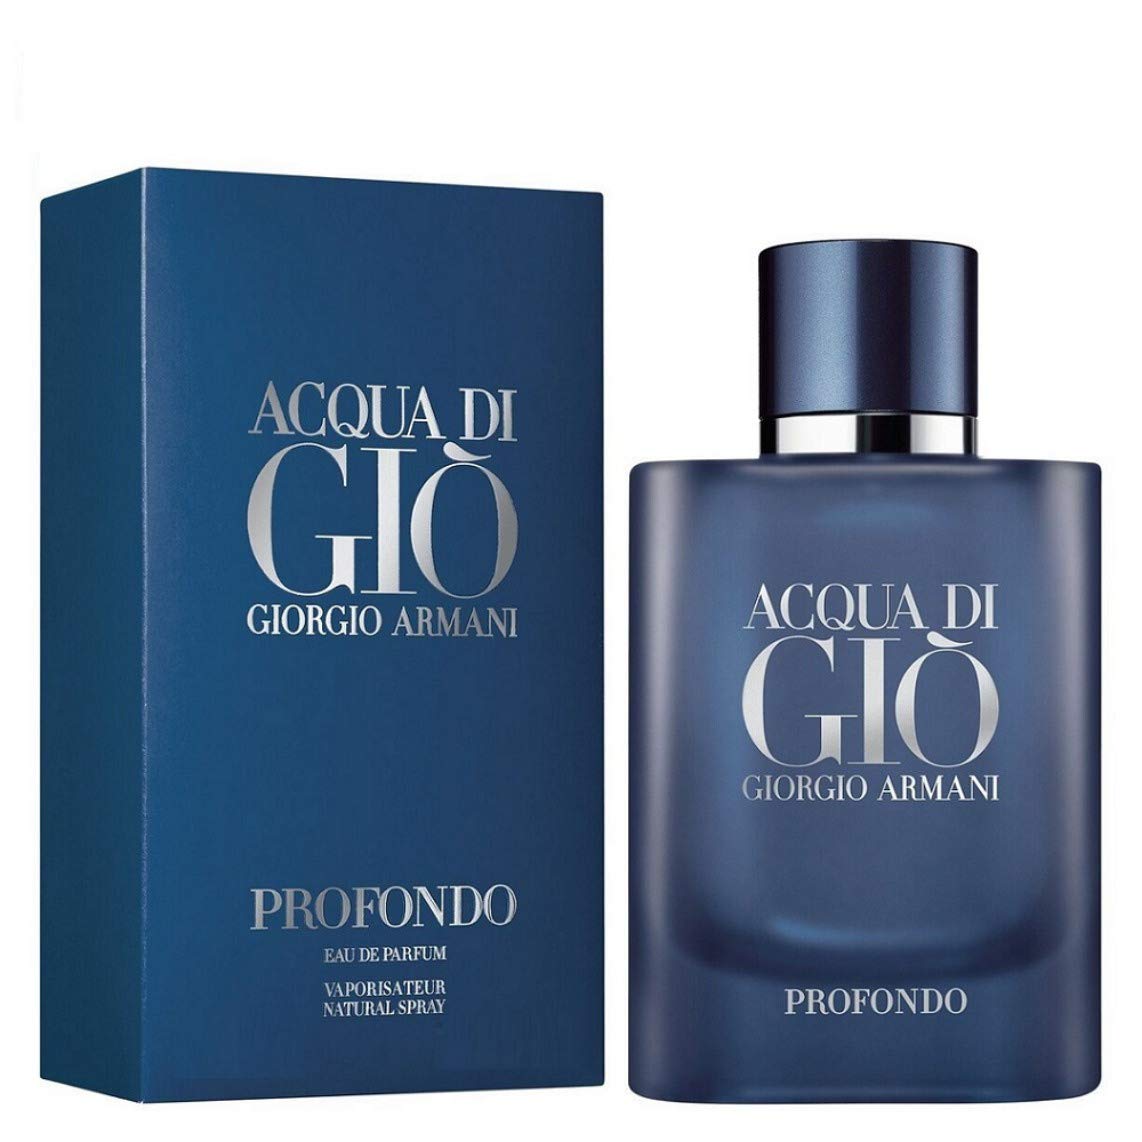 ACQUA DI
GIÒ
GIORGIO ARMANI
PROFONDO
EAU DE PARFUM
VAPORISATEUR
NATURAL SPRAY
ACQUA DI
GIÒ
GIORGIO ARMANI
PROFONDO